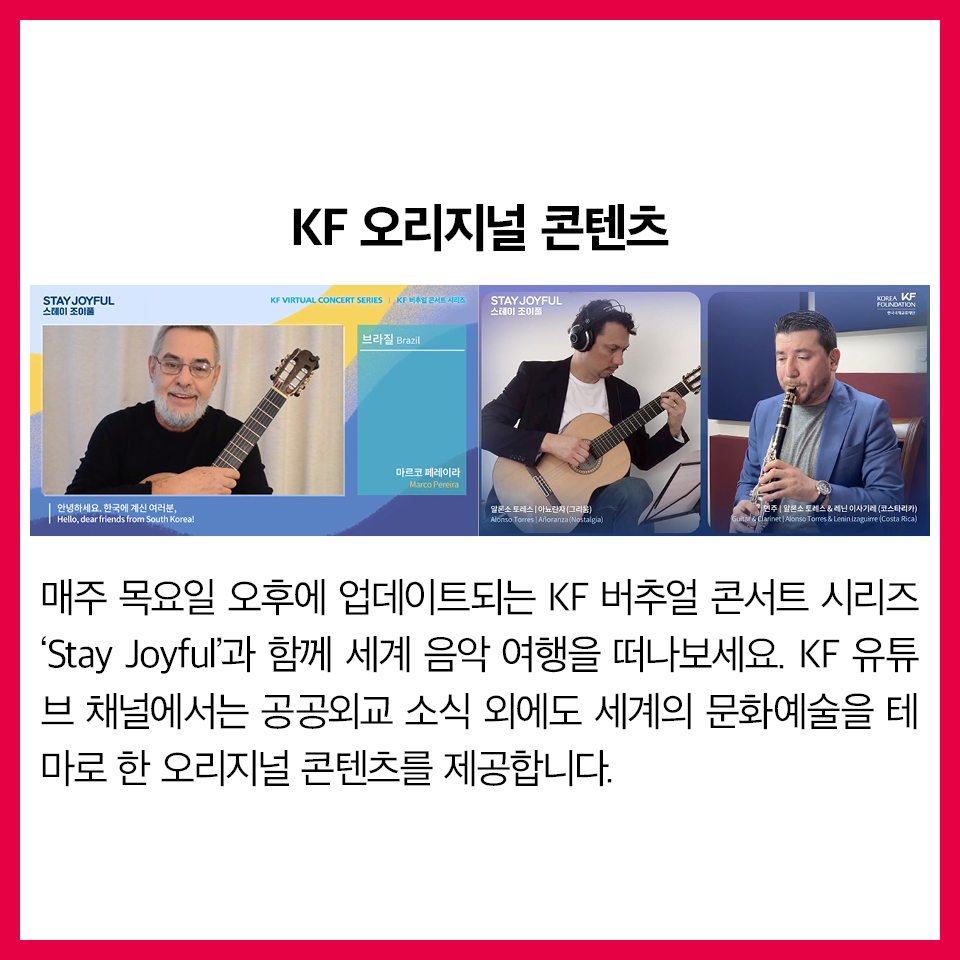 KF 오리지널 콘텐츠
STAY JOYFUL
스테이 조이풀
KF VIRTUAL CONCERT SERIES | KF 버추얼 콘서트 시리즈
브라질 Brazil
마르코 페레이라
Marco Pereira
안녕하세요. 한국에 계신 여러분,
Hello, dear friends from South Korea!
STAY JOYFUL
스테이 조이풀
알론소 토레스 | 아뇨란자 (그리움)
Alonso Torres | Añoranza (Nostalgia)
KOREA FOUNDATION KF
한국국제교류재단
연주 | 알론소 토레스 & 레닌 이사기레 (코스타리카)
Guitar & Clarinet | Alonso Torres & Lenin Izaguirre (Costa Rica)
매주 목요일 오후에 업데이트되는 KF 버추얼 콘서트 시리즈
‘Stay Joyful’과 함께 세계 음악 여행을 떠나보세요. KF 유튜
브 채널에서는 공공외교 소식 외에도 세계의 문화예술을 테
마로 한 오리지널 콘텐츠를 제공합니다.